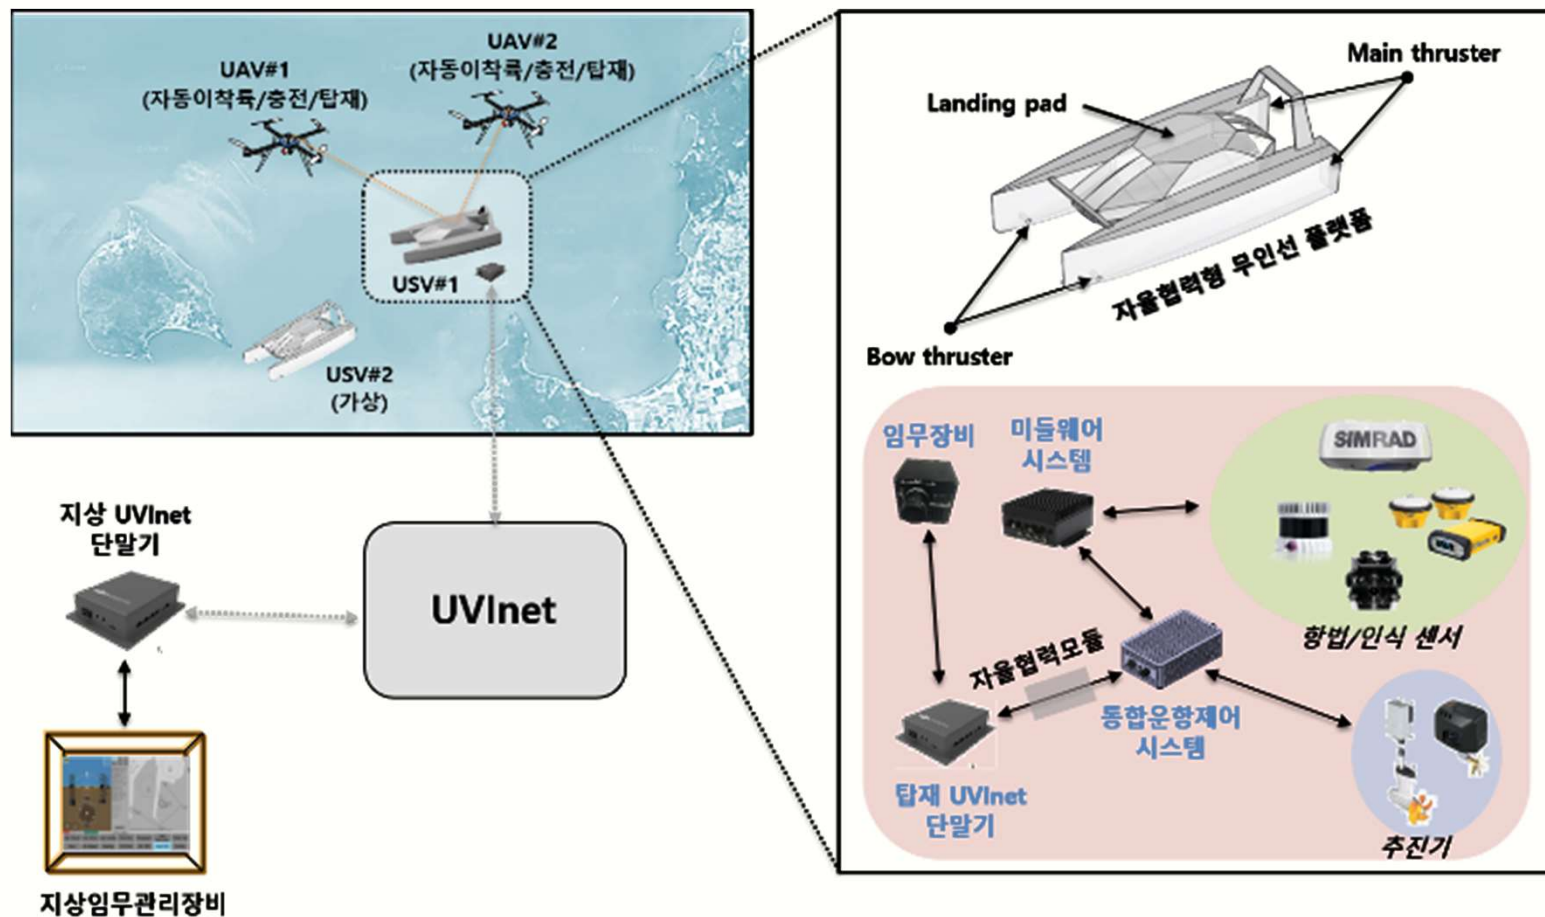 UAV#1
(자동이착륙/충전/탑재)
UAV#2
(자동이착륙/충전/탑재)
USV#1
USV#2
(가상)
지상 UVInet
단말기
UVInet
지상임무관리장비
Main thruster
Landing pad
자율협력형 무인선 플랫폼
Bow thruster
임무장비
미들웨어
시스템
SIMRAD
항법/인식 센서
자율협력모듈
통합운항제어
시스템
탑재 UVInet
단말기
추진기